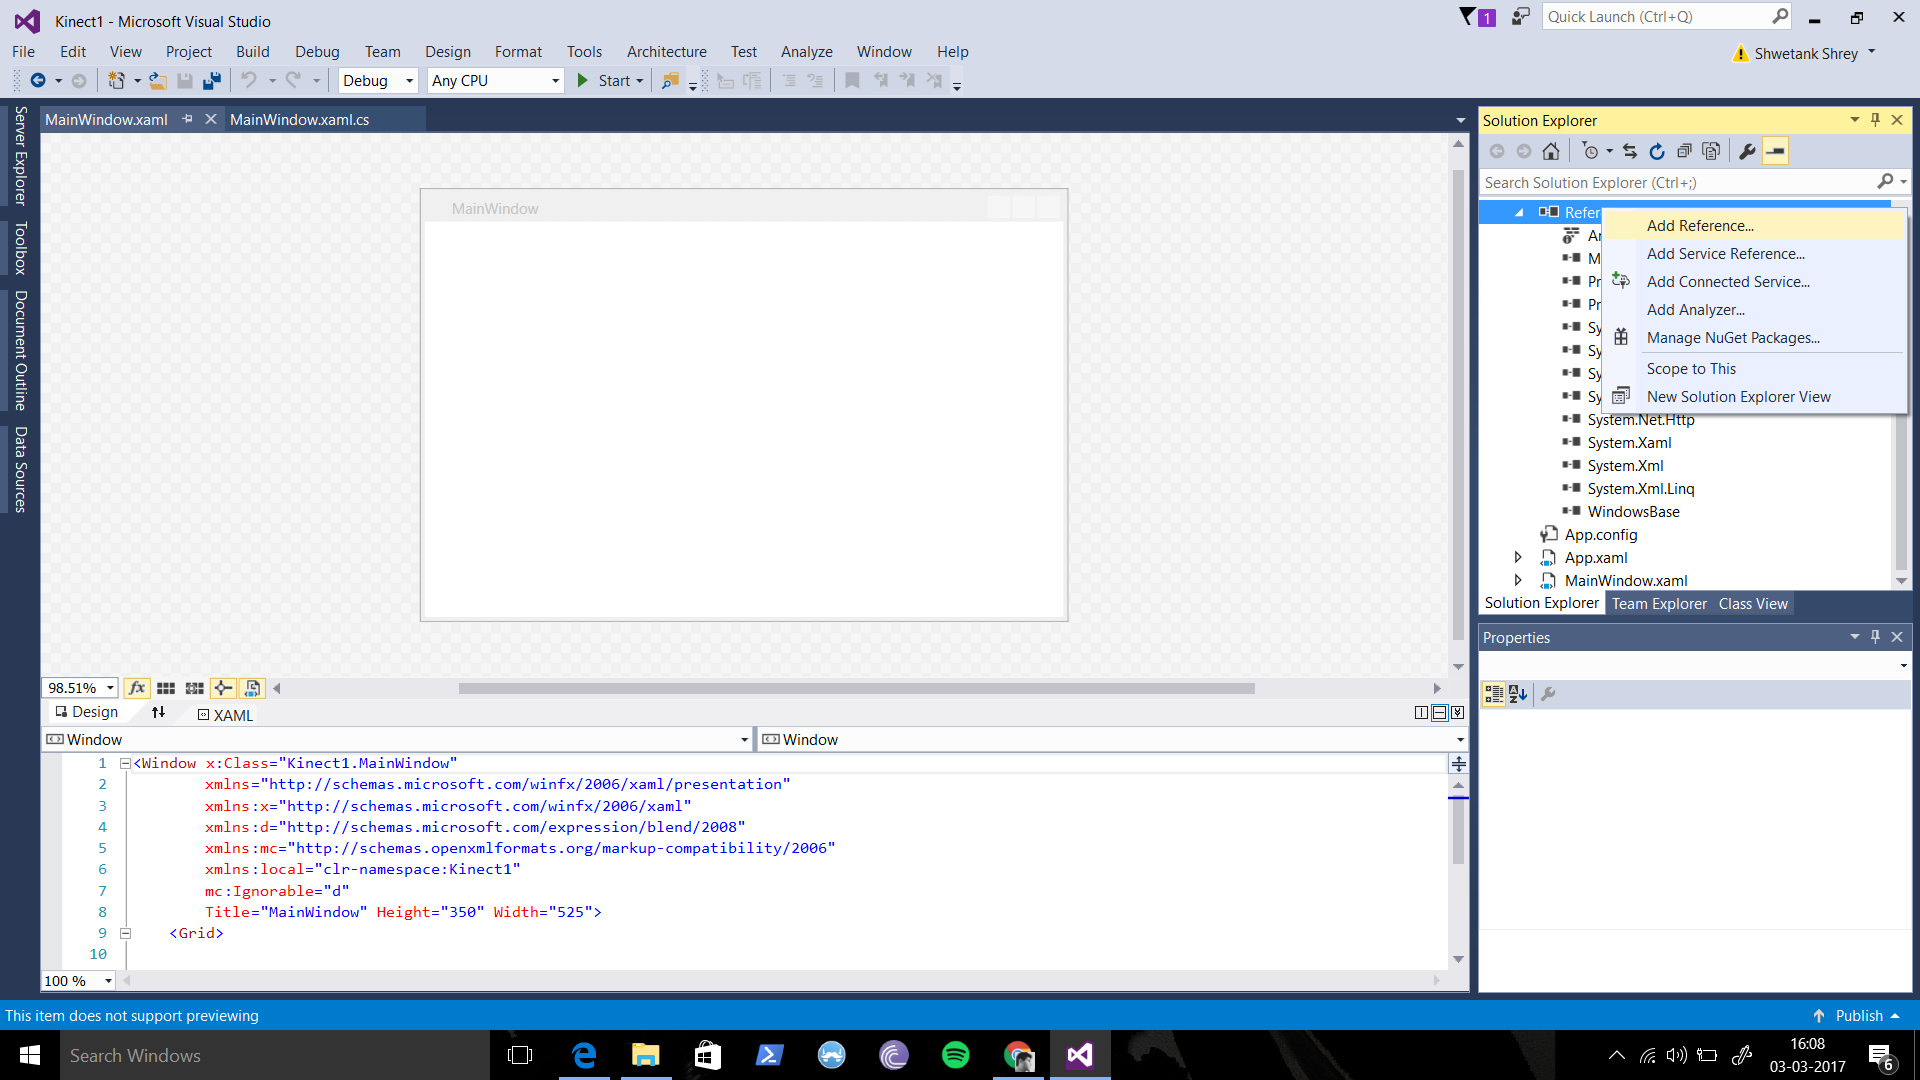 Kinect1 - Microsoft Visual Studio
1
Quick Launch (Ctrl+Q)
File Edit View Project Build Debug Team Design Format Tools Architecture Test Analyze Window Help
Shwetank Shrey
Debug Any CPU Start
Server Explorer
Toolbox
Document Outline
Data Sources
MainWindow.xaml MainWindow.xaml.cs
MainWindow
98.51%
Design XAML
Window Window
1 <Window x:Class="Kinect1.MainWindow"
2 xmlns="http://schemas.microsoft.com/winfx/2006/xaml/presentation"
3 xmlns:x="http://schemas.microsoft.com/winfx/2006/xaml"
4 xmlns:d="http://schemas.microsoft.com/expression/blend/2008"
5 xmlns:mc="http://schemas.openxmlformats.org/markup-compatibility/2006"
6 xmlns:local="clr-namespace:Kinect1"
7 mc:Ignorable="d"
8 Title="MainWindow" Height="350" Width="525">
9 <Grid>
10
100 %
Solution Explorer
Search Solution Explorer (Ctrl+;)
Refer
Add Reference...
Add Service Reference...
Add Connected Service...
Add Analyzer...
Manage NuGet Packages...
Scope to This
New Solution Explorer View
System.Net.Http
System.Xaml
System.Xml
System.Xml.Linq
WindowsBase
App.config
App.xaml
MainWindow.xaml
Solution Explorer Team Explorer Class View
Properties
This item does not support previewing
Publish
Search Windows
16:08
03-03-2017
6